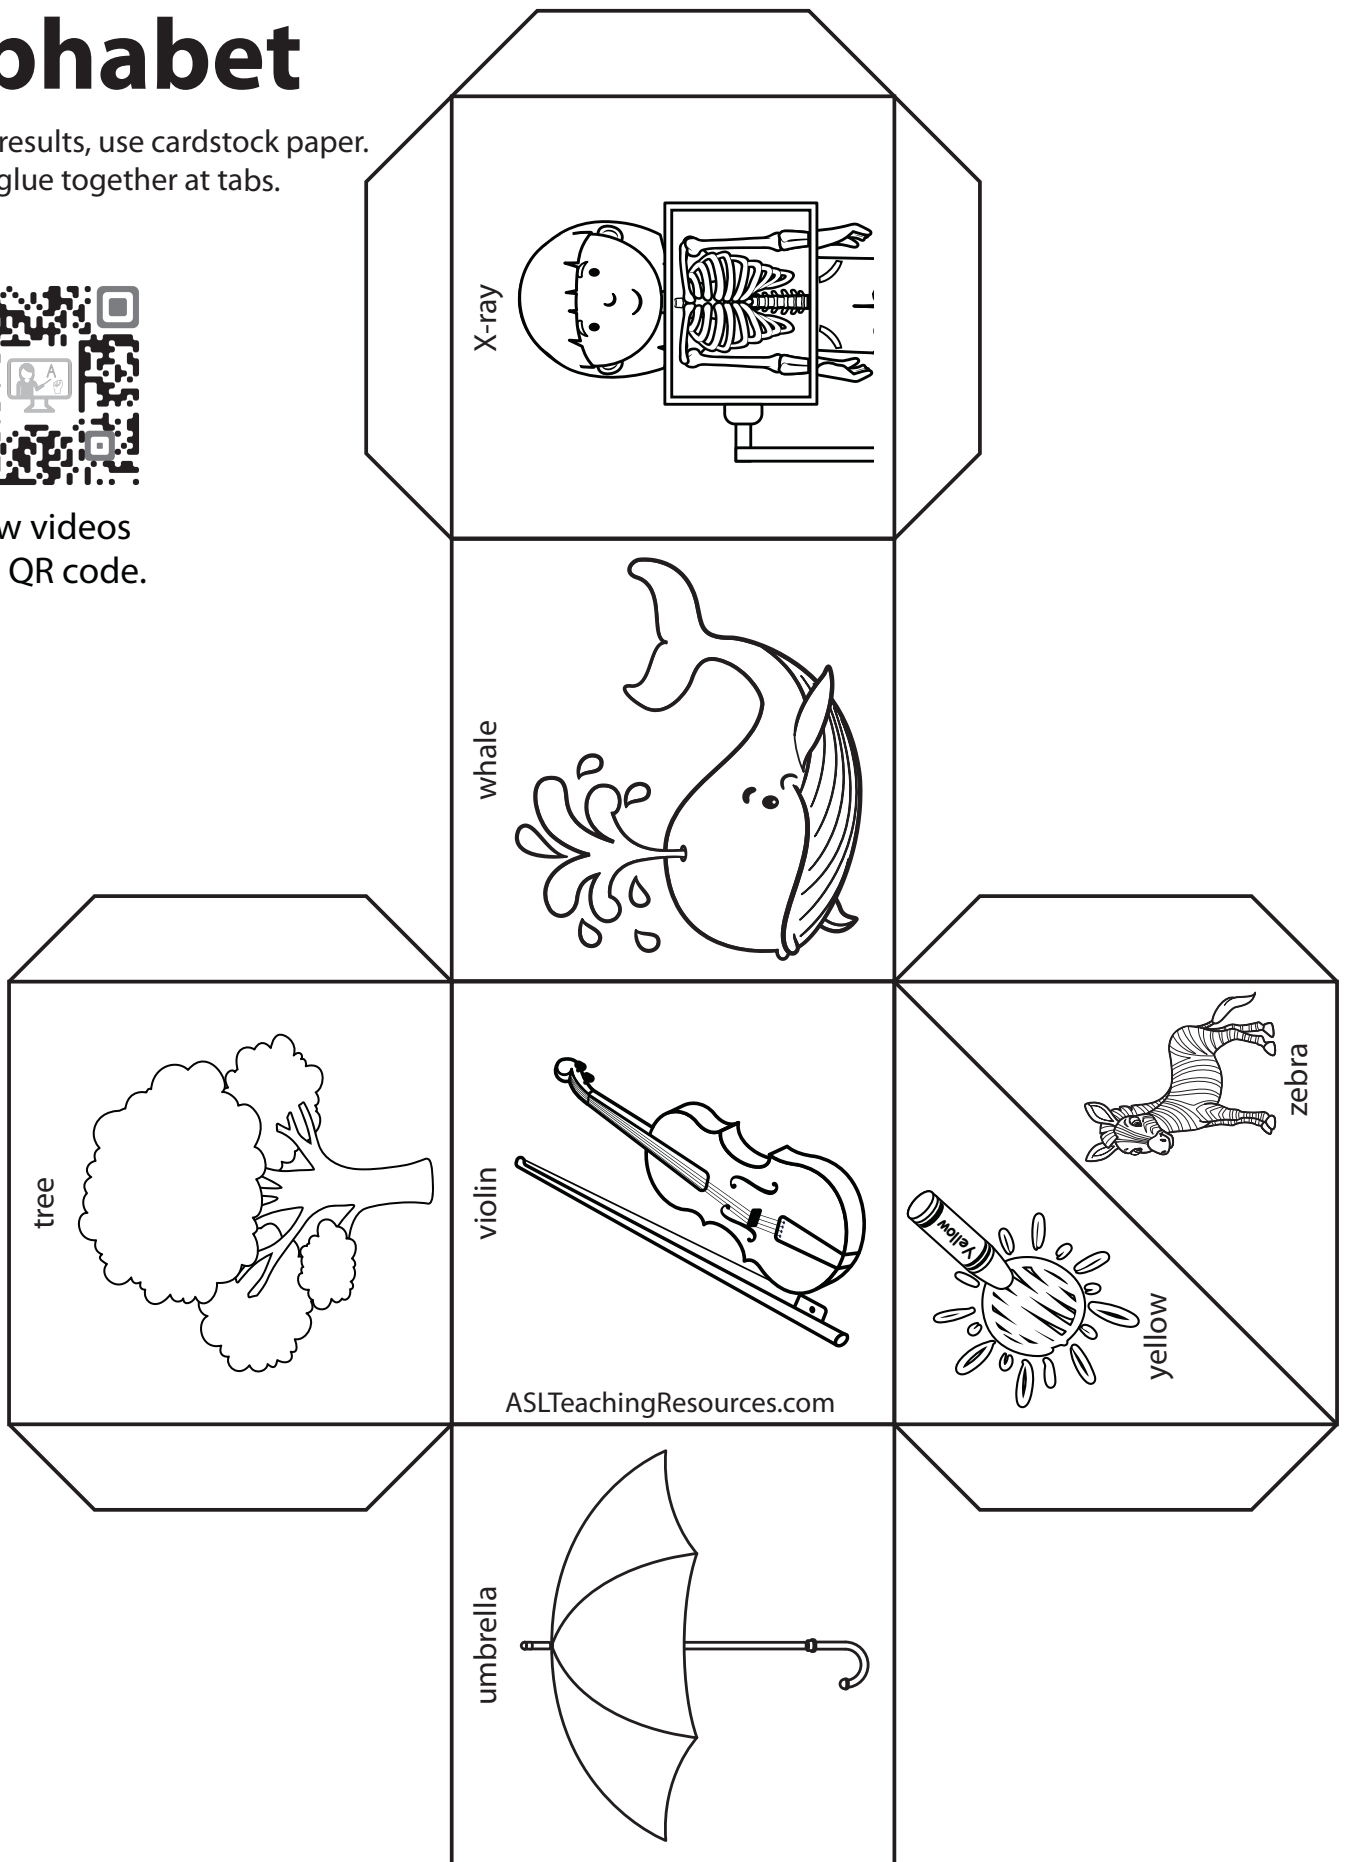 phabet
results, use cardstock paper.
glue together at tabs.
A
w videos
QR code.
X-ray
whale
tree
violin
zebra
Yellow
yellow
ASLTeachingResources.com
umbrella